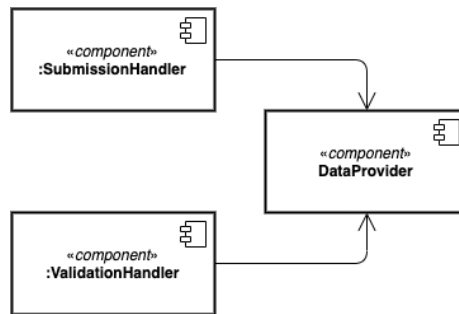 «component»
:SubmissionHandler
«component»
DataProvider
«component»
:ValidationHandler